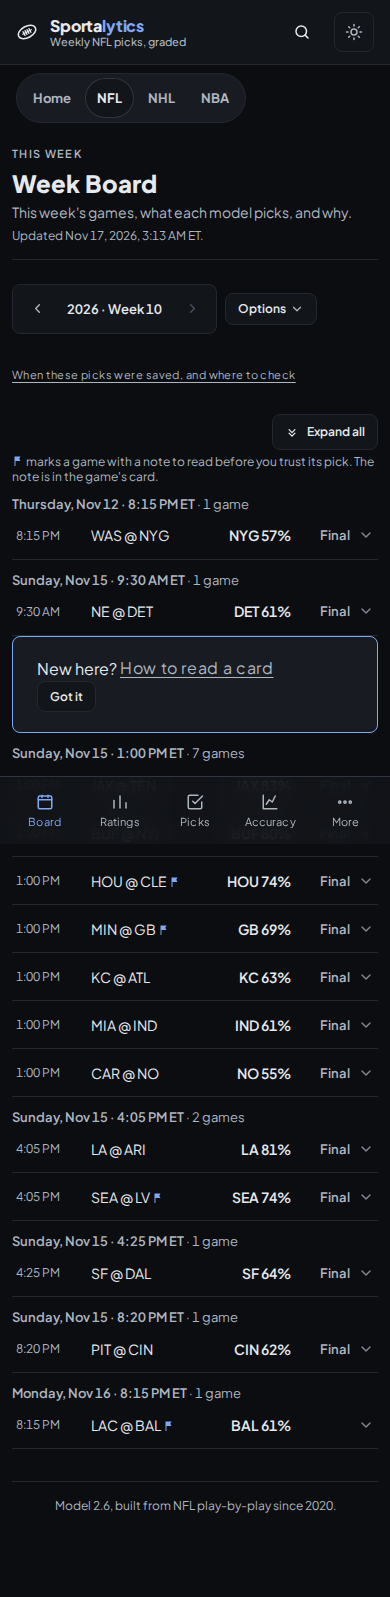 Sportalytics
Weekly NFL picks, graded
Home NFL NHL NBA
THIS WEEK
Week Board
This week's games, what each model picks, and why.
Updated Nov 17, 2026, 3:13 AM ET.
2026 · Week 10
Options
When these picks were saved, and where to check
Expand all
marks a game with a note to read before you trust its pick. The
note is in the game's card.
Thursday, Nov 12 · 8:15 PM ET · 1 game
8:15 PM WAS @ NYG NYG 57% Final
Sunday, Nov 15 · 9:30 AM ET · 1 game
9:30 AM NE @ DET DET 61% Final
New here? How to read a card
Got it
Sunday, Nov 15 · 1:00 PM ET · 7 games
Board Ratings Picks Accuracy More
1:00 PM HOU @ CLE HOU 74% Final
1:00 PM MIN @ GB GB 69% Final
1:00 PM KC @ ATL KC 63% Final
1:00 PM MIA @ IND IND 61% Final
1:00 PM CAR @ NO NO 55% Final
Sunday, Nov 15 · 4:05 PM ET · 2 games
4:05 PM LA @ ARI LA 81% Final
4:05 PM SEA @ LV SEA 74% Final
Sunday, Nov 15 · 4:25 PM ET · 1 game
4:25 PM SF @ DAL SF 64% Final
Sunday, Nov 15 · 8:20 PM ET · 1 game
8:20 PM PIT @ CIN CIN 62% Final
Monday, Nov 16 · 8:15 PM ET · 1 game
8:15 PM LAC @ BAL BAL 61%
Model 2.6, built from NFL play-by-play since 2020.